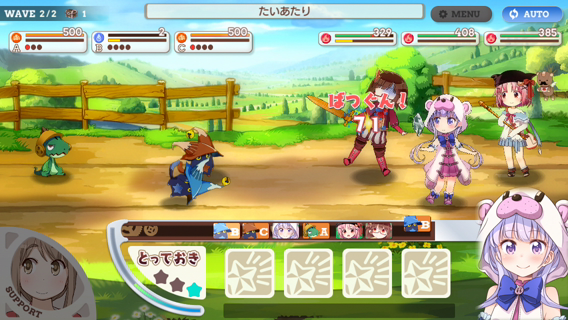 WAVE 2/2 1
たいあたり
MENU
AUTO
500
A
2
B
500
C
329
408
385
ばつぐん!
71
B
C
A
B
とっておき
SUPPORT